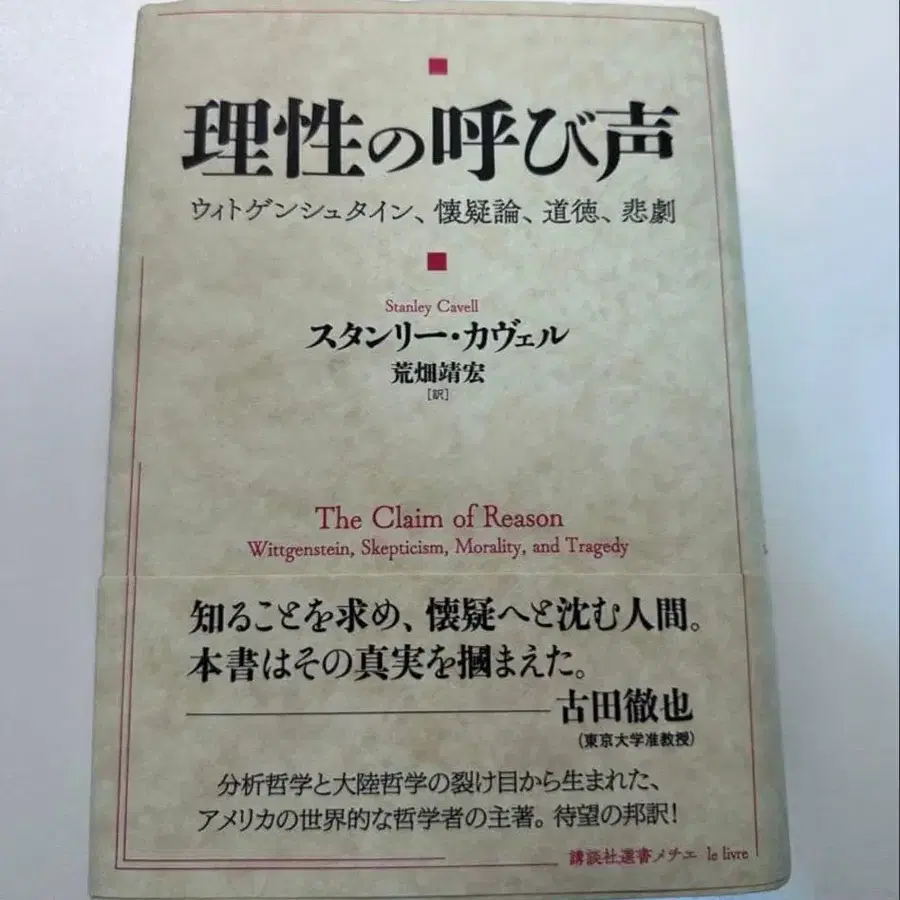 理性の呼び声
ウィトゲンシュタイン、懐疑論、道徳、悲劇
Stanley Cavell
スタンリー・カヴェル
荒畑靖宏
[訳]
The Claim of Reason
Wittgenstein, Skepticism, Morality, and Tragedy
知ることを求め、懐疑へと沈む人間。
本書はその真実を摑まえた。
古田徹也
(東京大学准教授)
分析哲学と大陸哲学の裂け目から生まれた、
アメリカの世界的な哲学者の主著。待望の邦訳!
講談社選書メチエ le livre